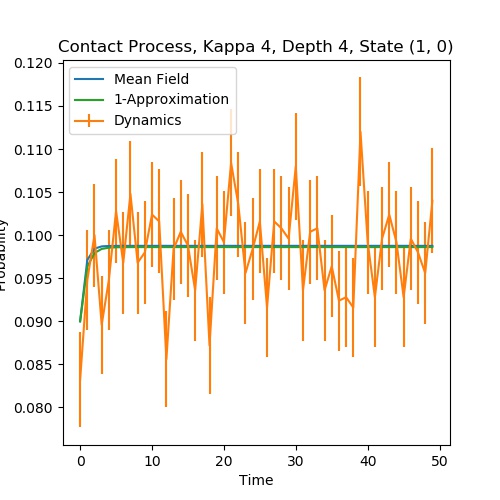 Contact Process, Kappa 4, Depth 4, State (1, 0)
0.120
0.115
0.110
0.105
0.100
0.095
0.090
0.085
0.080
Probability
Mean Field
1-Approximation
Dynamics
0 10 20 30 40 50
Time